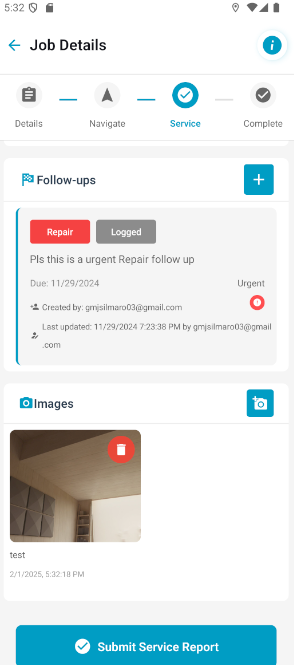 5:32
Job Details
Details
Navigate
Service
Complete
Follow-ups
Repair
Logged
Pls this is a urgent Repair follow up
Due: 11/29/2024
Urgent
Created by: gmjsilmaro03@gmail.com
Last updated: 11/29/2024 7:23:38 PM by gmjsilmaro03@gmail
.com
Images
test
2/1/2025, 5:32:18 PM
Submit Service Report